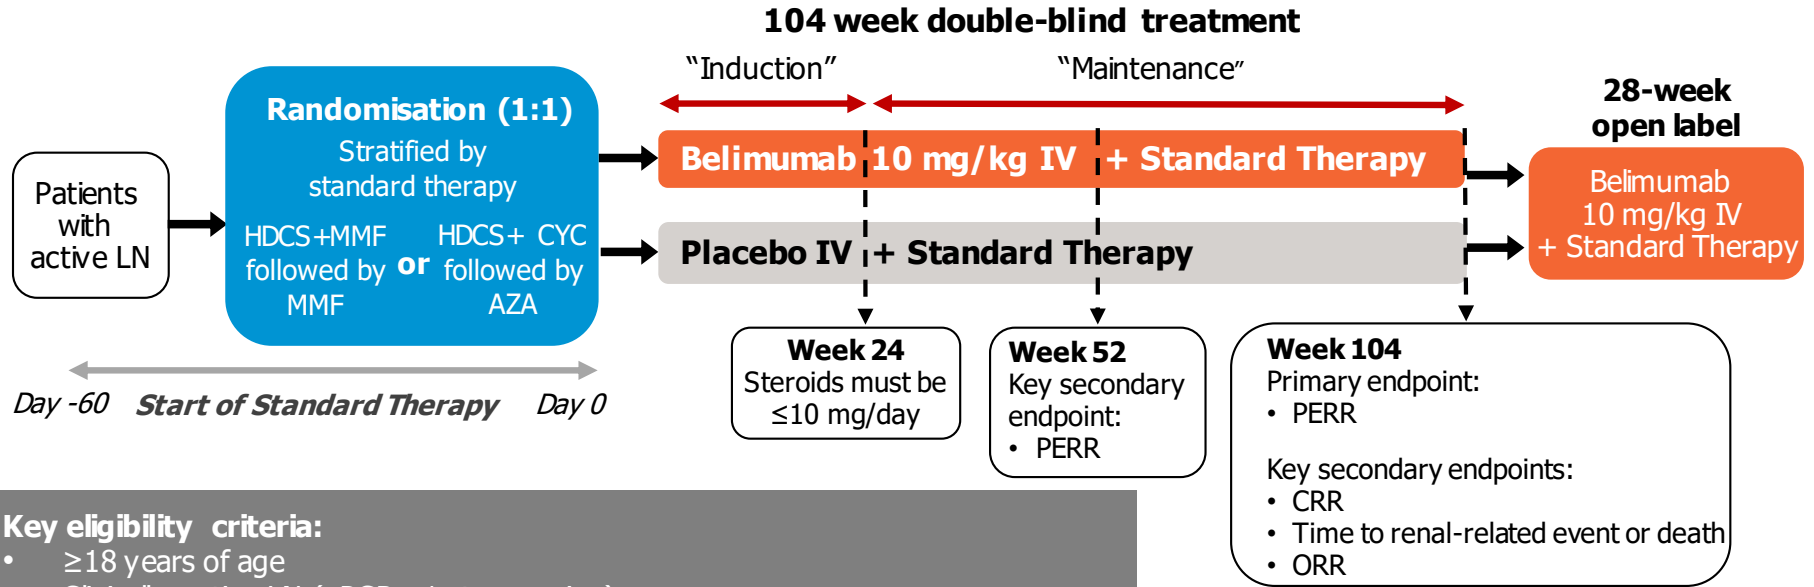 104 week double-blind treatment
“Induction”
“Maintenance”
28-week
open label
Randomisation (1:1)
Stratified by
standard therapy
HDCS+MMF
followed by
MMF
or
HDCS+ CYC
followed by
AZA
Patients
with
active LN
Belimumab 10 mg/kg IV + Standard Therapy
Placebo IV + Standard Therapy
Belimumab
10 mg/kg IV
+ Standard Therapy
Day -60 Start of Standard Therapy Day 0
Week 24
Steroids must be
≤10 mg/day
Week 52
Key secondary
endpoint:
• PERR
Week 104
Primary endpoint:
• PERR
Key secondary endpoints:
• CRR
• Time to renal-related event or death
• ORR
Key eligibility criteria:
• ≥18 years of age